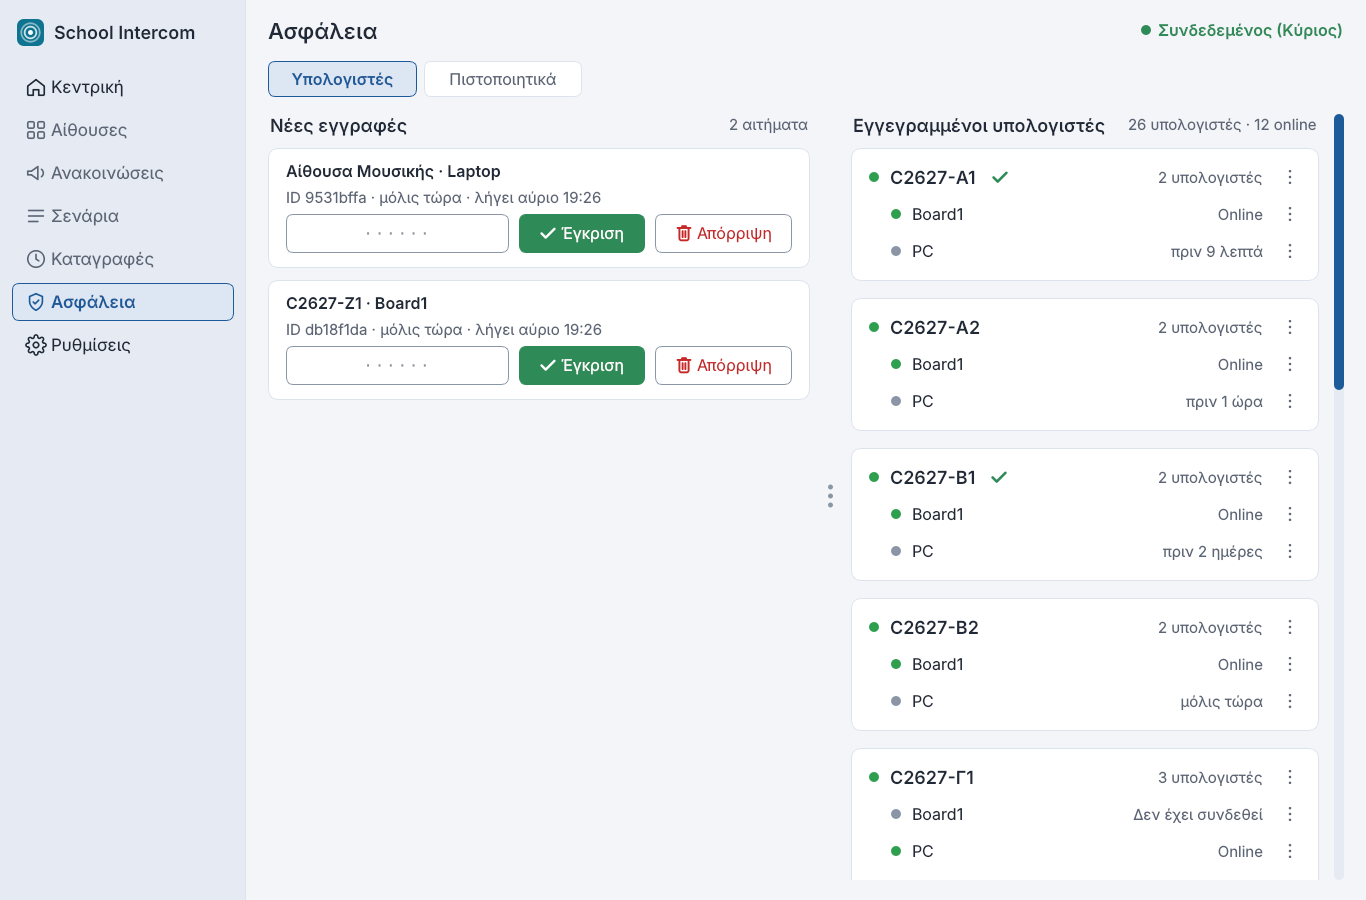 School Intercom
Κεντρική
Αίθουσες
Ανακοινώσεις
Σενάρια
Καταγραφές
Ασφάλεια
Ρυθμίσεις
Ασφάλεια
Συνδεδεμένος (Κύριος)
Υπολογιστές
Πιστοποιητικά
Νέες εγγραφές
2 αιτήματα
Αίθουσα Μουσικής · Laptop
ID 9531bffa · μόλις τώρα · λήγει αύριο 19:26
Έγκριση
Απόρριψη
C2627-Z1 · Board1
ID db18f1da · μόλις τώρα · λήγει αύριο 19:26
Έγκριση
Απόρριψη
Εγγεγραμμένοι υπολογιστές
26 υπολογιστές · 12 online
C2627-A1
2 υπολογιστές
Board1
Online
PC
πριν 9 λεπτά
C2627-A2
2 υπολογιστές
Board1
Online
PC
πριν 1 ώρα
C2627-B1
2 υπολογιστές
Board1
Online
PC
πριν 2 ημέρες
C2627-B2
2 υπολογιστές
Board1
Online
PC
μόλις τώρα
C2627-Γ1
3 υπολογιστές
Board1
Δεν έχει συνδεθεί
PC
Online